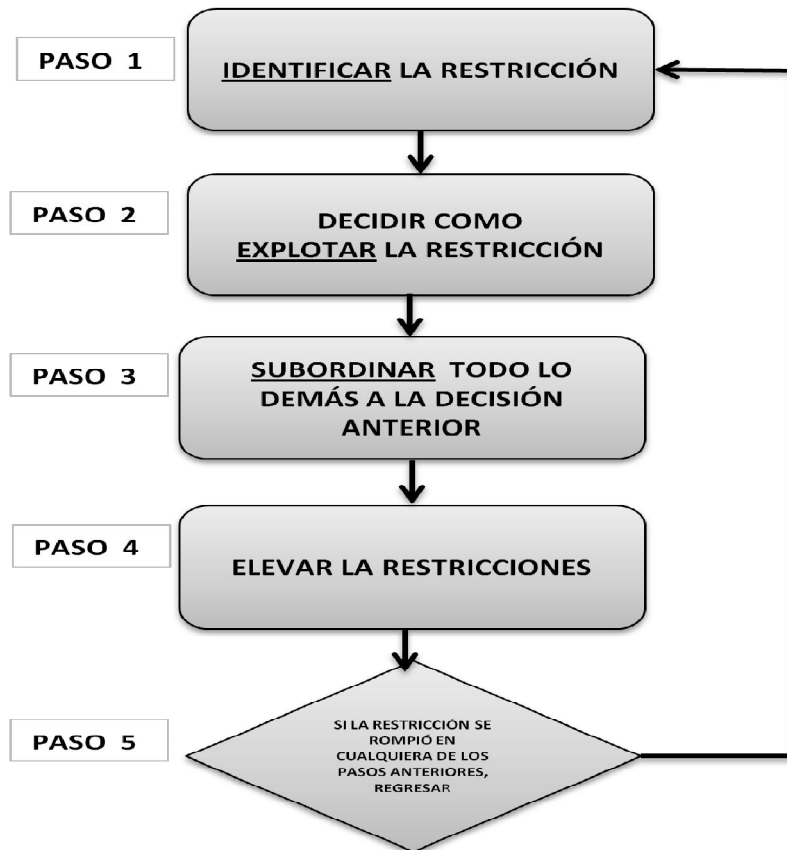 PASO 1
IDENTIFICAR LA RESTRICCIÓN
PASO 2
DECIDIR COMO
EXPLOTAR LA RESTRICCIÓN
PASO 3
SUBORDINAR TODO LO
DEMÁS A LA DECISIÓN
ANTERIOR
PASO 4
ELEVAR LA RESTRICCIONES
PASO 5
SI LA RESTRICCIÓN SE
ROMPIÓ EN
CUALQUIERA DE LOS
PASOS ANTERIORES,
REGRESAR